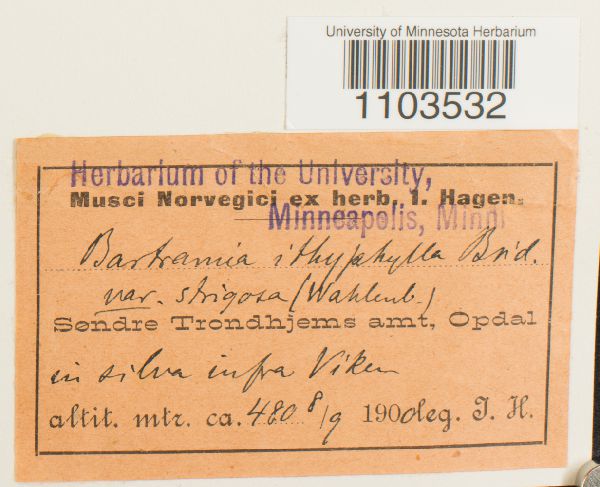 University of Minnesota Herbarium
1103532
Herbarium of the University,
Musci Norvegici ex herb. I. Hagen.
Minneapolis, Minn.
Bartramia ithyphylla Brid.
var. strigosa (Wahlenb.)
Søndre Trondhjems amt, Opdal
in silva infra Viken
altit. mtr. ca. 480 8/9 1900 leg. I. H.